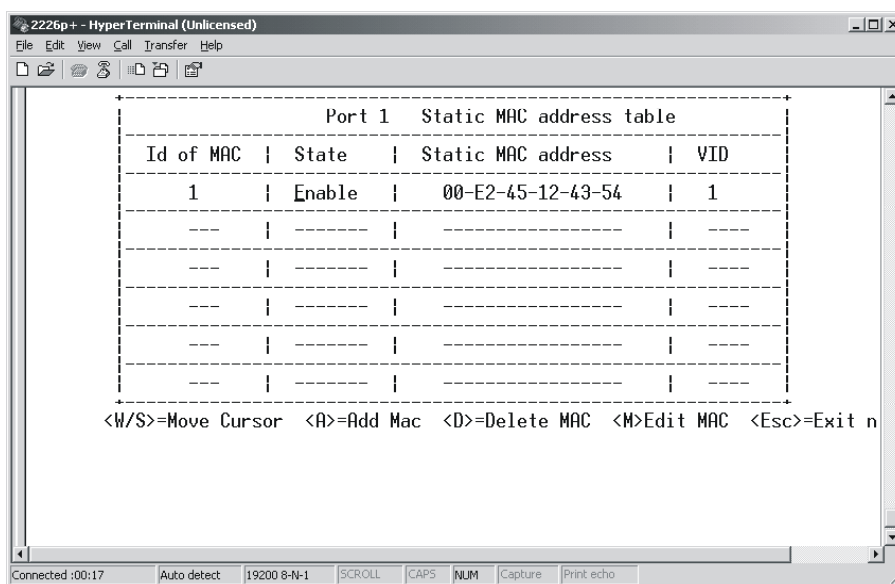 2226p+ - HyperTerminal (Unlicensed)
File Edit View Call Transfer Help
Port 1 Static MAC address table
Id of MAC | State | Static MAC address | VID
1 | Enable | 00-E2-45-12-43-54 | 1
--- | ------- | ----------------- | ----
--- | ------- | ----------------- | ----
--- | ------- | ----------------- | ----
--- | ------- | ----------------- | ----
--- | ------- | ----------------- | ----
--- | ------- | ----------------- | ----
<W/S>=Move Cursor <A>=Add Mac <D>=Delete MAC <M>Edit MAC <Esc>=Exit n
Connected :00:17 Auto detect 19200 8-N-1 SCROLL CAPS NUM Capture Print echo